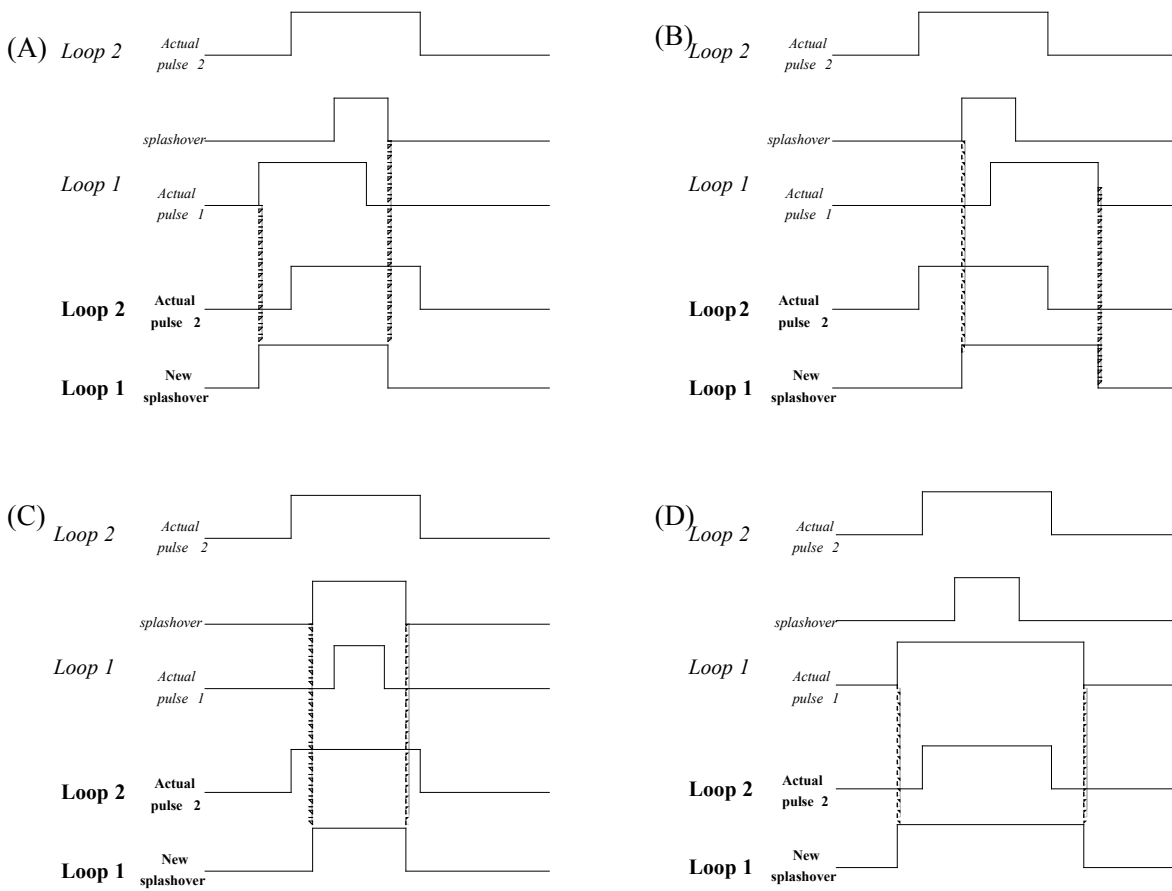 (A) Loop 2 Actual
pulse 2
splashover
Loop 1 Actual
pulse 1
Loop 2 Actual
pulse 2
Loop 1 New
splashover
(B) Loop 2 Actual
pulse 2
splashover
Loop 1 Actual
pulse 1
Loop 2 Actual
pulse 2
Loop 1 New
splashover
(C) Loop 2 Actual
pulse 2
splashover
Loop 1 Actual
pulse 1
Loop 2 Actual
pulse 2
Loop 1 New
splashover
(D) Loop 2 Actual
pulse 2
splashover
Loop 1 Actual
pulse 1
Loop 2 Actual
pulse 2
Loop 1 New
splashover